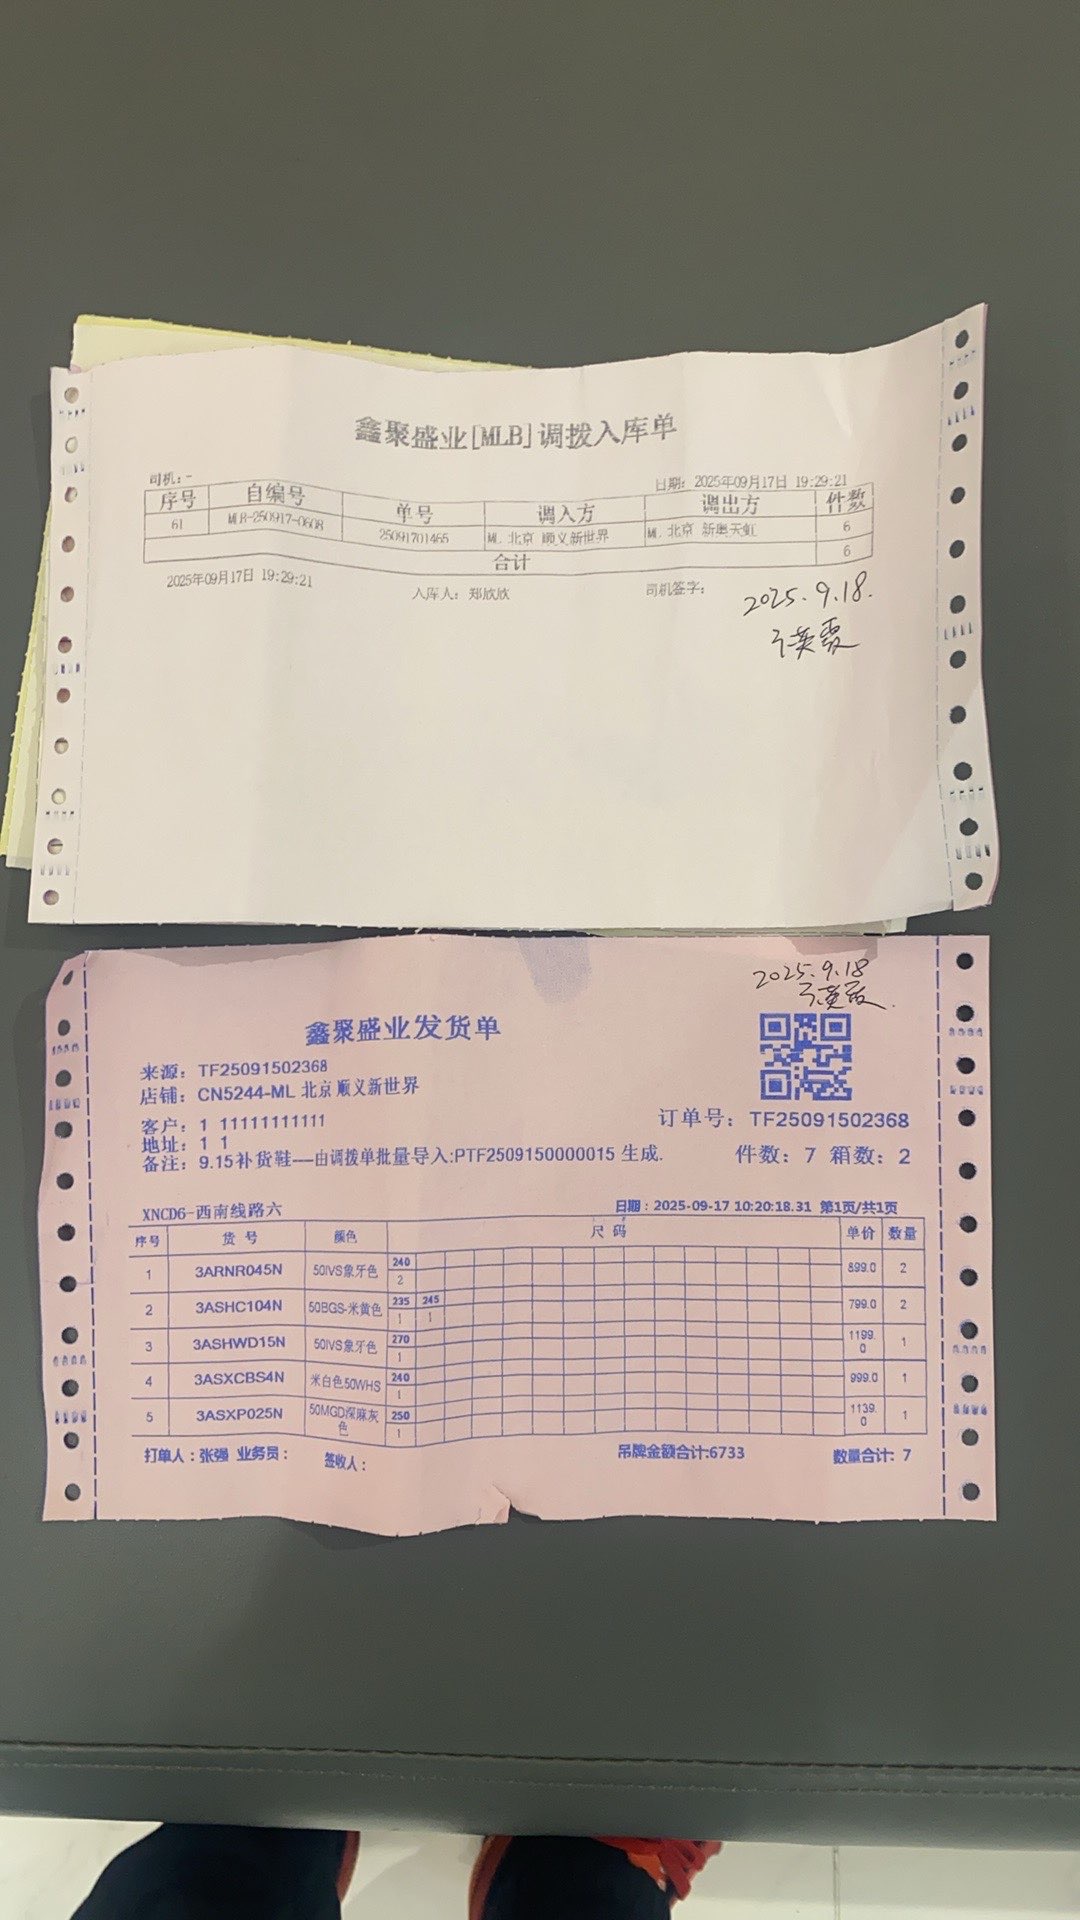 鑫聚盛业[MLB]调拨入库单
司机：-
日期：2025年09月17日 19:29:21
序号 自编号 单号 调入方 调出方 件数
61 MLB-250917-0608 25091701465 ML 北京 顺义新世界 ML 北京 新奥天虹 6
合计 6
2025年09月17日 19:29:21 入库人：郑欣欣 司机签字：
2025.9.18.
2025.9.18
鑫聚盛业发货单
来源：TF25091502368
店铺：CN5244-ML 北京 顺义新世界
客户：1 11111111111
订单号：TF25091502368
地址：1 1
备注：9.15补货鞋——由调拨单批量导入:PTF2509150000015 生成.
件数：7 箱数：2
XNCD6-西南线路六
日期：2025-09-17 10:20:18.31 第1页/共1页
序号 货号 颜色 尺码 单价 数量
1 3ARNR045N 50IVS象牙色 240 2 899.0 2
2 3ASHC104N 50BGS-米黄色 235 245 1 1 799.0 2
3 3ASHWD15N 50IVS象牙色 270 1 1199.0 1
4 3ASXCBS4N 米白色50WHS 240 1 999.0 1
5 3ASXP025N 50MGD深麻灰色 250 1 1139.0 1
打单人：张强 业务员： 签收人： 吊牌金额合计:6733 数量合计：7